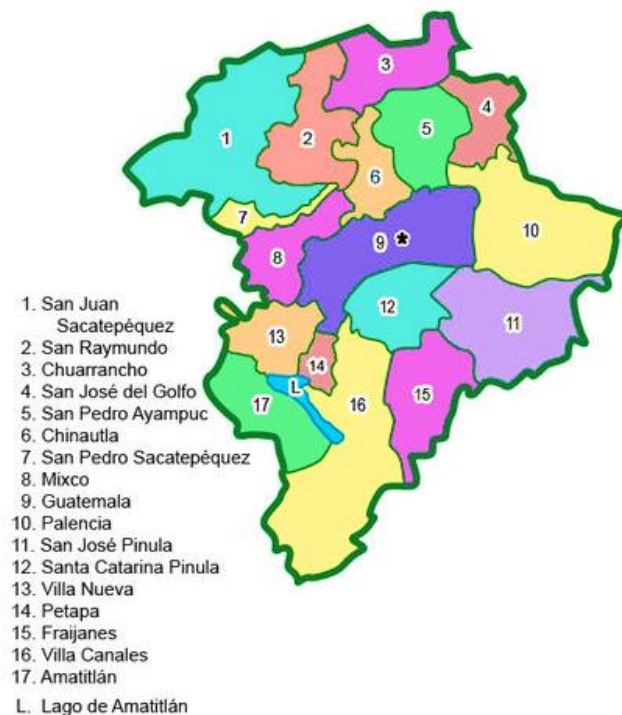 3
4
1
2
5
6
7
10
9 *
8
12
11
13
14
L
15
16
17
1. San Juan
Sacatepéquez
2. San Raymundo
3. Chuarrancho
4. San José del Golfo
5. San Pedro Ayampuc
6. Chinautla
7. San Pedro Sacatepéquez
8. Mixco
9. Guatemala
10. Palencia
11. San José Pinula
12. Santa Catarina Pinula
13. Villa Nueva
14. Petapa
15. Fraijanes
16. Villa Canales
17. Amatitlán
L. Lago de Amatitlán